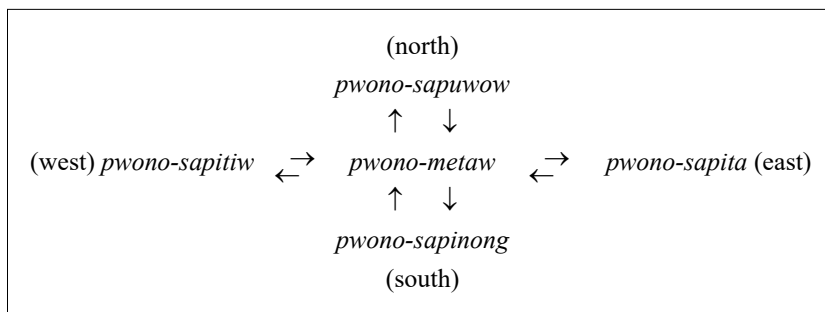 (north)
pwono-sapuwow
↑ ↓
(west) pwono-sapitiw ⇄ pwono-metaw ⇄ pwono-sapita (east)
↑ ↓
pwono-sapinong
(south)